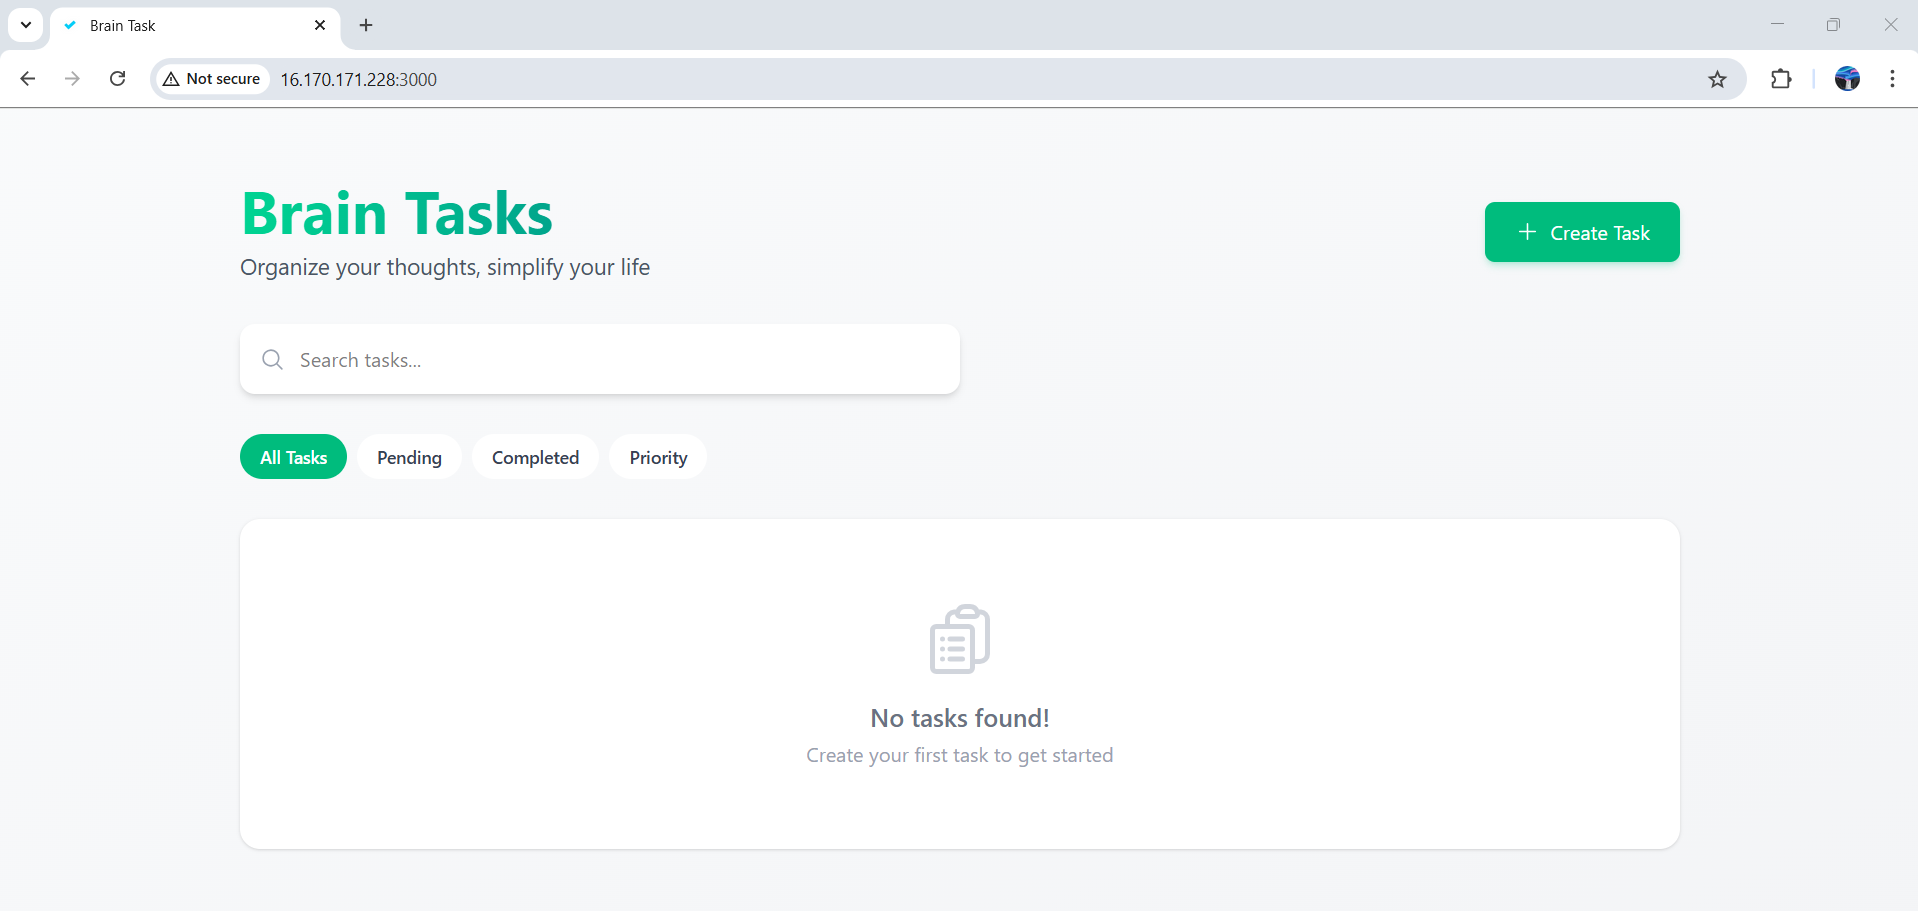 Brain Task
Not secure 16.170.171.228:3000
Brain Tasks
Organize your thoughts, simplify your life
Create Task
Search tasks...
All Tasks Pending Completed Priority
No tasks found!
Create your first task to get started